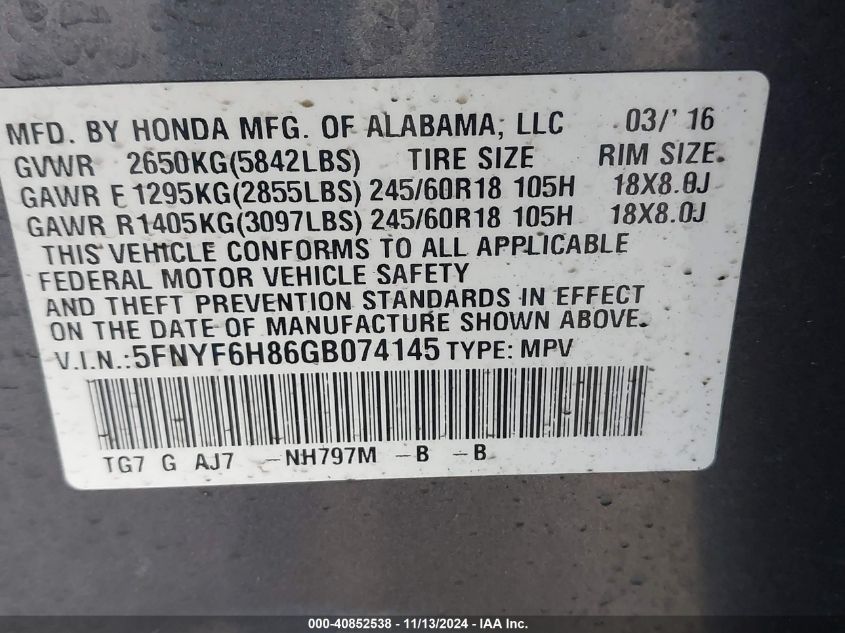 MFD. BY HONDA MFG. OF ALABAMA, LLC 03/' 16
GVWR 2650KG(5842LBS) TIRE SIZE RIM SIZE.
GAWR F 1295KG(2855LBS) 245/60R18 105H 18X8.0J
GAWR R1405KG(3097LBS) 245/60R18 105H 18X8.0J
THIS VEHICLE CONFORMS TO ALL APPLICABLE
FEDERAL MOTOR VEHICLE SAFETY
AND THEFT PREVENTION STANDARDS IN EFFECT
ON THE DATE OF MANUFACTURE SHOWN ABOVE.
V.I.N.:5FNYF6H86GB074145 TYPE: MPV
TG7 G AJ7 -NH797M -B -B
000-40852538 - 11/13/2024 - IAA Inc.